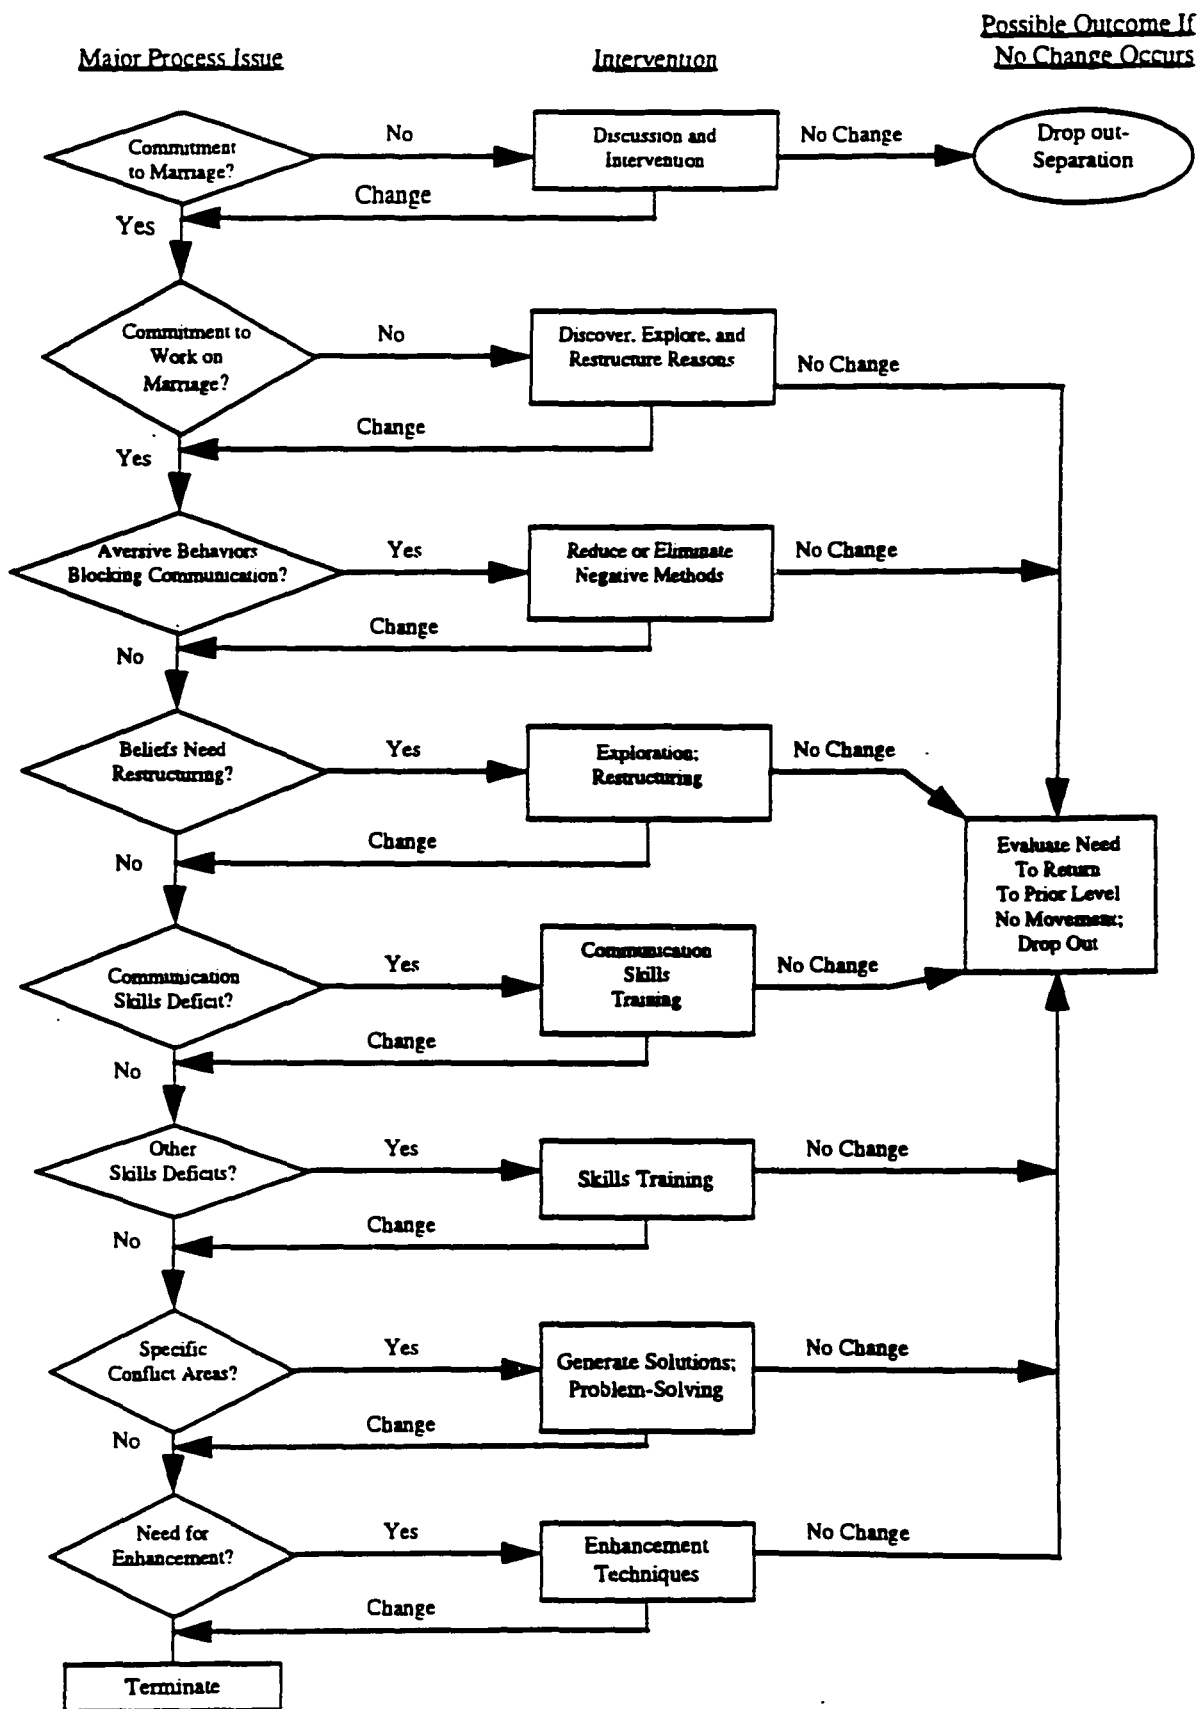 Major Process Issue
Intervention
Possible Outcome If
No Change Occurs
Commitment
to Marriage?
No
Discussion and
Intervention
No Change
Drop out-
Separation
Change
Yes
Commitment to
Work on
Marriage?
No
Discover, Explore, and
Restructure Reasons
No Change
Change
Yes
Aversive Behaviors
Blocking Communication?
Yes
Reduce or Eliminate
Negative Methods
No Change
Change
No
Beliefs Need
Restructuring?
Yes
Exploration;
Restructuring
No Change
Change
No
Evaluate Need
To Return
To Prior Level
No Movement;
Drop Out
Communication
Skills Deficit?
Yes
Communication
Skills
Training
No Change
Change
No
Other
Skills Deficits?
Yes
Skills Training
No Change
Change
No
Specific
Conflict Areas?
Yes
Generate Solutions;
Problem-Solving
No Change
Change
No
Need for
Enhancement?
Yes
Enhancement
Techniques
No Change
Change
Terminate